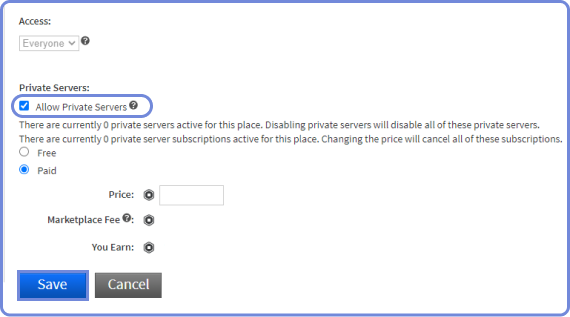 Access:
Everyone
Private Servers:
Allow Private Servers
There are currently 0 private servers active for this place. Disabling private servers will disable all of these private servers.
There are currently 0 private server subscriptions active for this place. Changing the price will cancel all of these subscriptions.
Free
Paid
Price:
Marketplace Fee ?:
You Earn:
Save Cancel